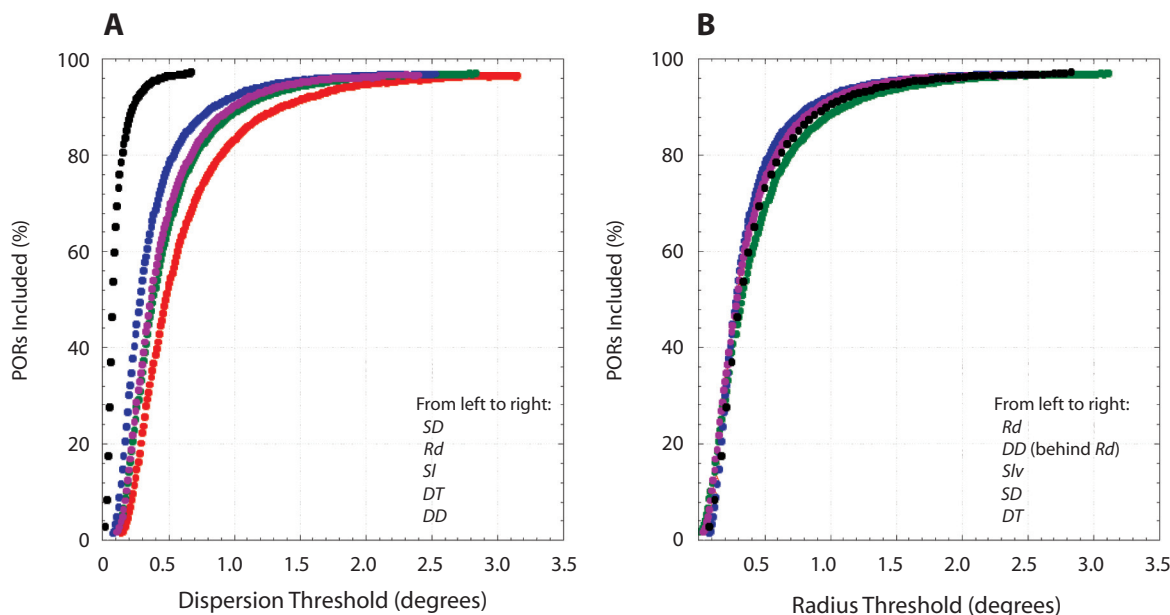 A
100
80
60
40
20
0
PORs Included (%)
From left to right:
SD
Rd
SI
DT
DD
0 0.5 1.0 1.5 2.0 2.5 3.0 3.5
Dispersion Threshold (degrees)
B
100
80
60
40
20
0
PORs Included (%)
From left to right:
Rd
DD (behind Rd)
SIv
SD
DT
0.5 1.0 1.5 2.0 2.5 3.0 3.5
Radius Threshold (degrees)